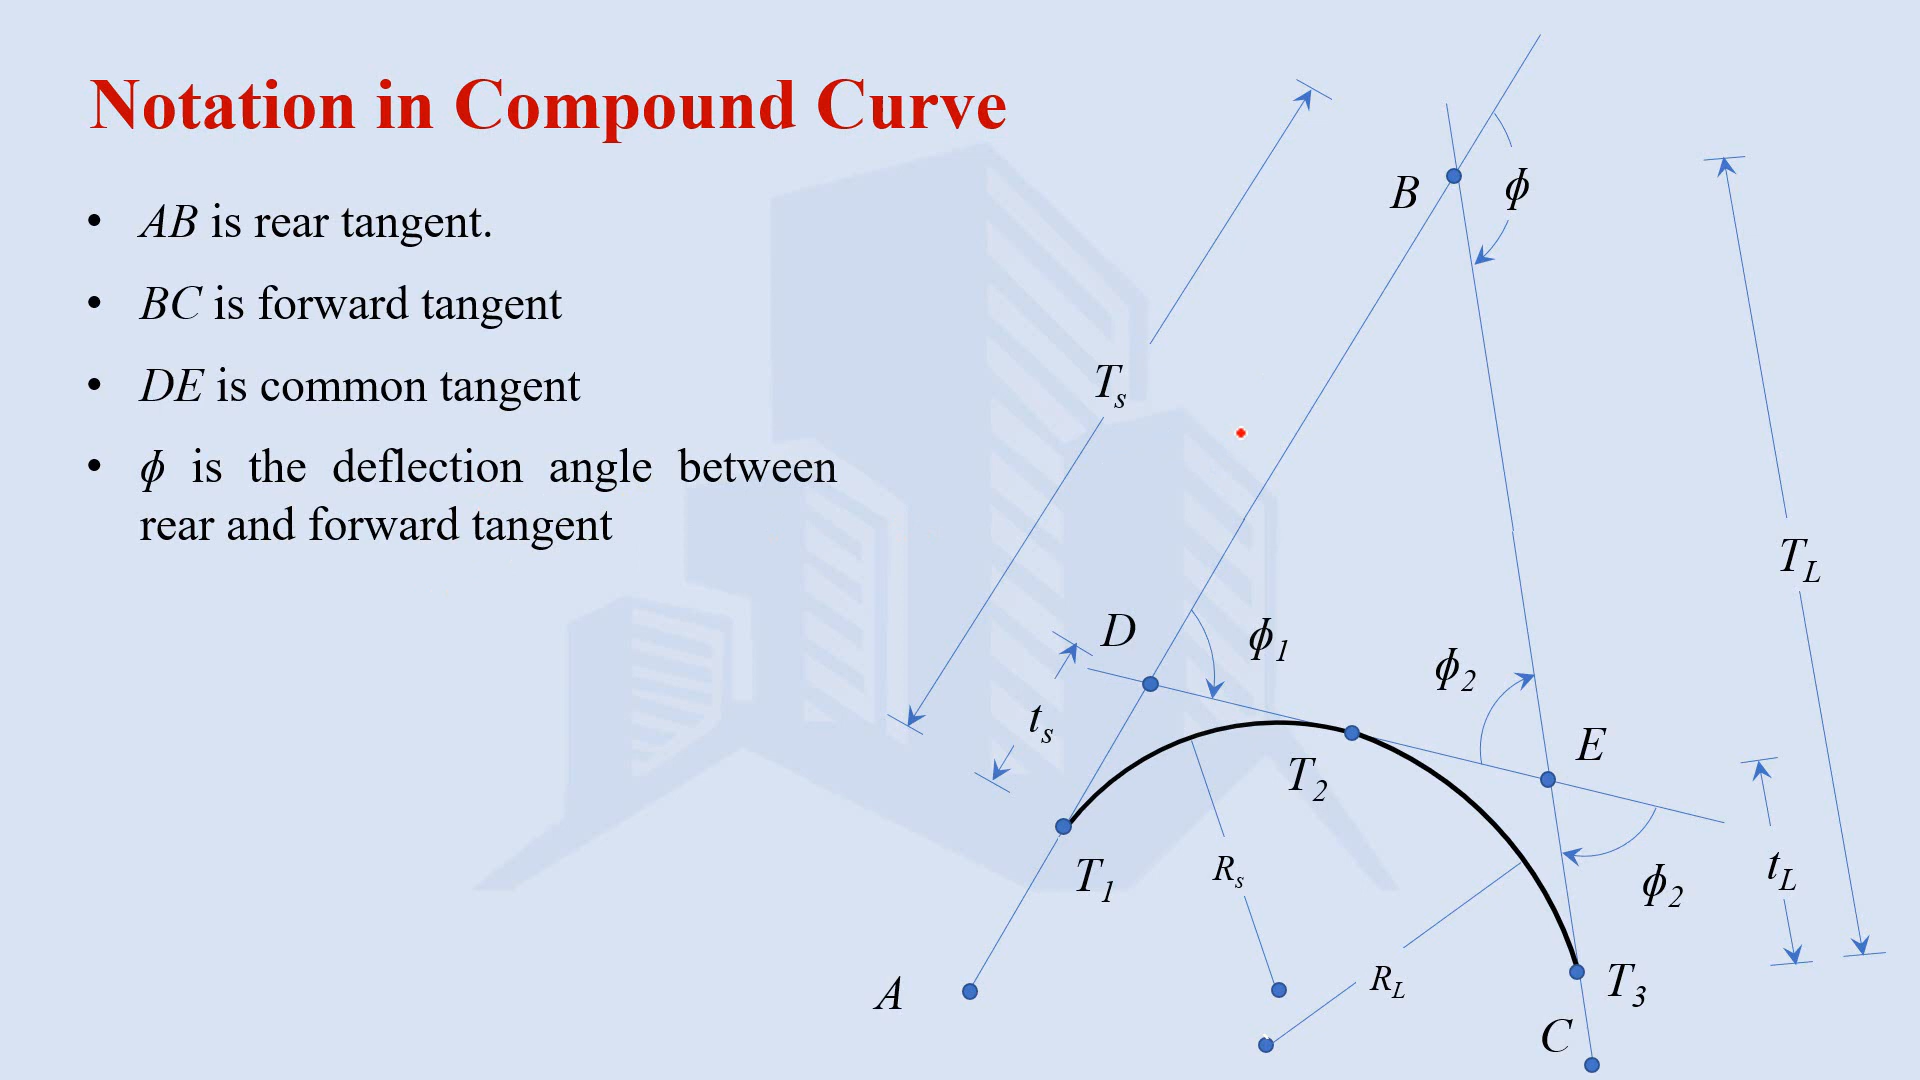 Notation in Compound Curve
• AB is rear tangent.
• BC is forward tangent
• DE is common tangent
• ϕ is the deflection angle between
rear and forward tangent
B
ϕ
Ts
TL
D
ϕ1
ϕ2
ts
E
T2
T1
Rs
tL
ϕ2
A
RL
T3
C